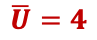 U̅ = 4